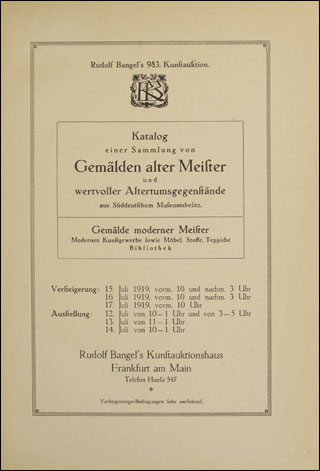 Rudolf Bangel's 983. Kunstauktion.
RB
Katalog
einer Sammlung von
Gemälden alter Meister
und
wertvoller Altertumsgegenstände
aus Süddeutschem Museumsbesitz.
Gemälde moderner Meister
Modernes Kunstgewerbe sowie Möbel, Stoffe, Teppiche
Bibliothek
Versteigerung: 15. Juli 1919, vorm. 10 und nachm. 3 Uhr
16. Juli 1919, vorm. 10 und nachm. 3 Uhr
17. Juli 1919, vorm. 10 Uhr
Ausstellung: 12. Juli von 10—1 Uhr und von 3—5 Uhr
13. Juli von 11—1 Uhr
14. Juli von 10—1 Uhr
Rudolf Bangel's Kunstauktionshaus
Frankfurt am Main
Telefon Hansa 547
Versteigerungs-Bedingungen siehe umstehend.